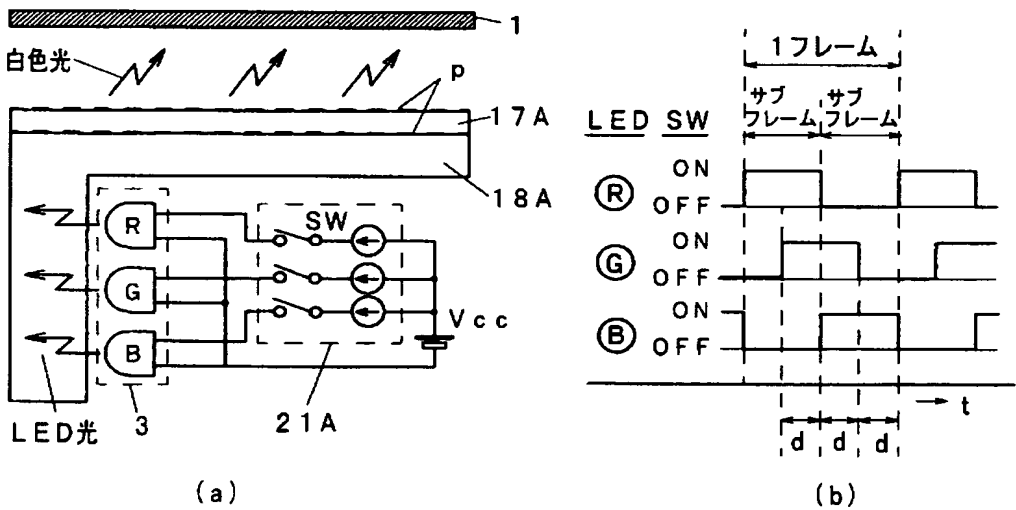 1
白色光
p
17A
18A
R
G
B
SW
Vcc
3
21A
LED光
(a)
1フレーム
サブ サブ
フレーム フレーム
LED SW
R ON
OFF
G ON
OFF
B ON
OFF
t
d d d
(b)